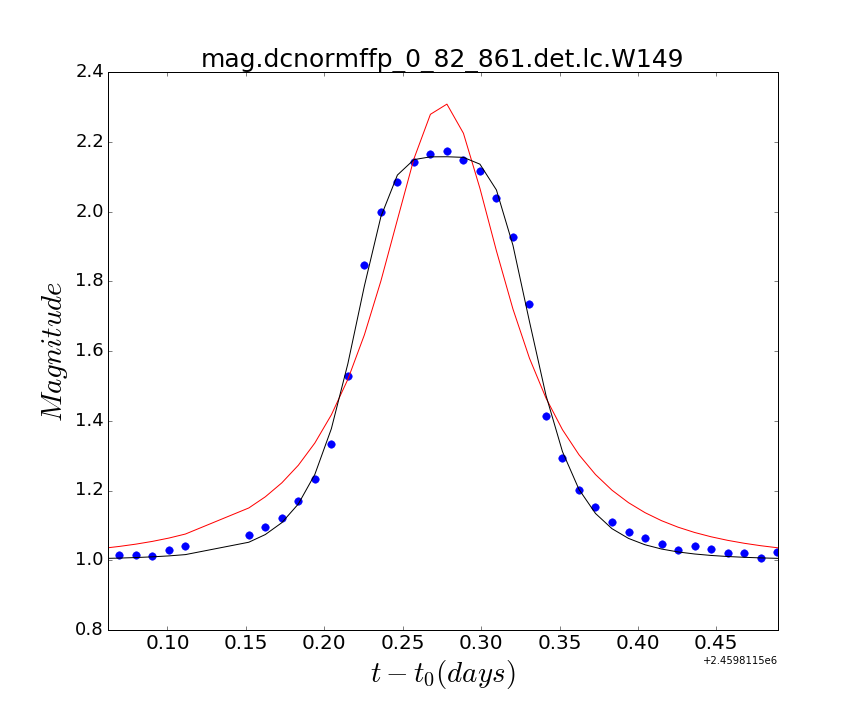 mag.dcnormffp_0_82_861.det.lc.W149
2.4
2.2
2.0
1.8
1.6
1.4
1.2
1.0
0.8
Magnitude
0.10 0.15 0.20 0.25 0.30 0.35 0.40 0.45
+2.4598115e6
t − t₀(days)